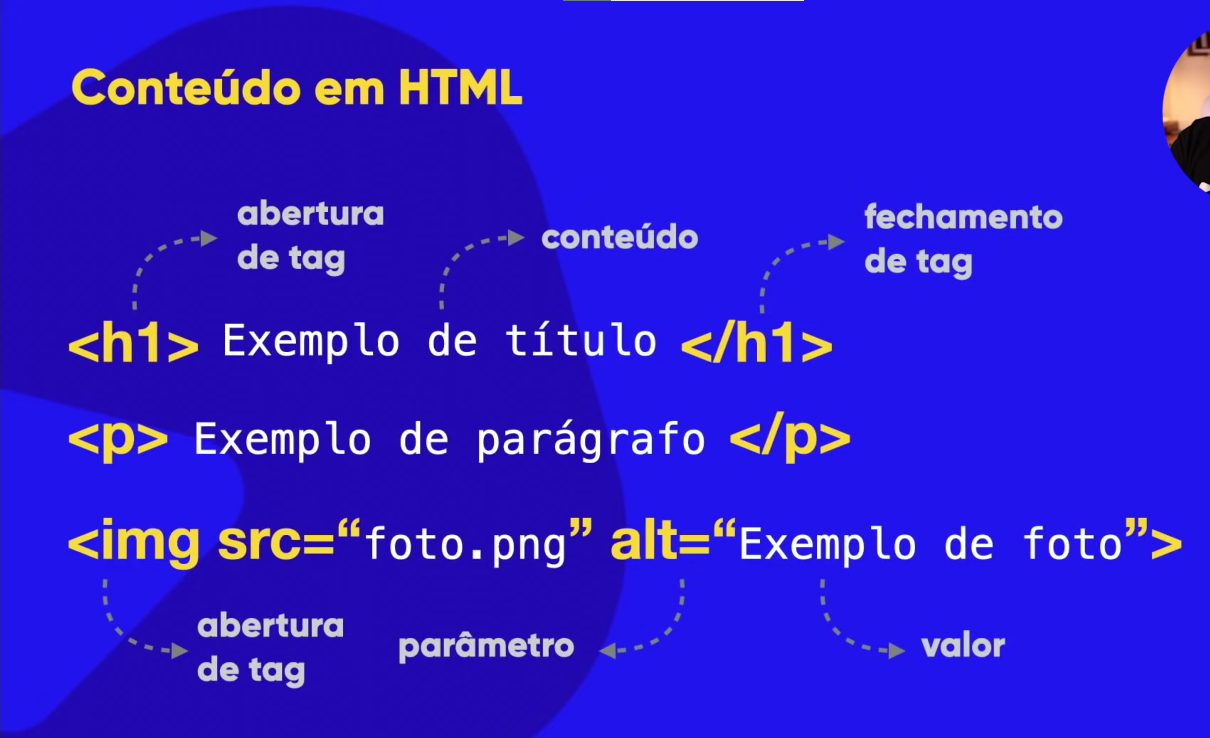 Conteúdo em HTML
abertura
de tag
conteúdo
fechamento
de tag
<h1> Exemplo de título </h1>
<p> Exemplo de parágrafo </p>
<img src=“foto.png” alt=“Exemplo de foto”>
abertura
de tag
parâmetro
valor